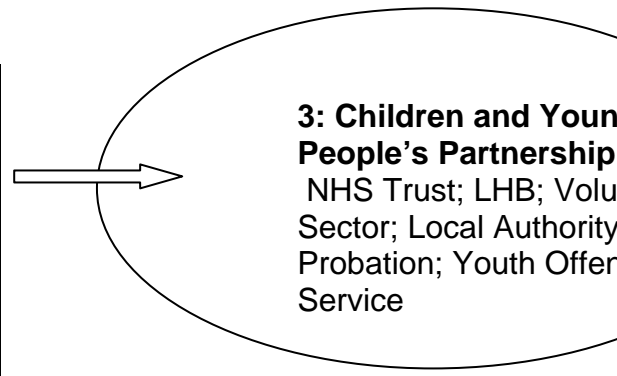 3: Children and Youn
People's Partnership
NHS Trust; LHB; Volu
Sector; Local Authority
Probation; Youth Offen
Service